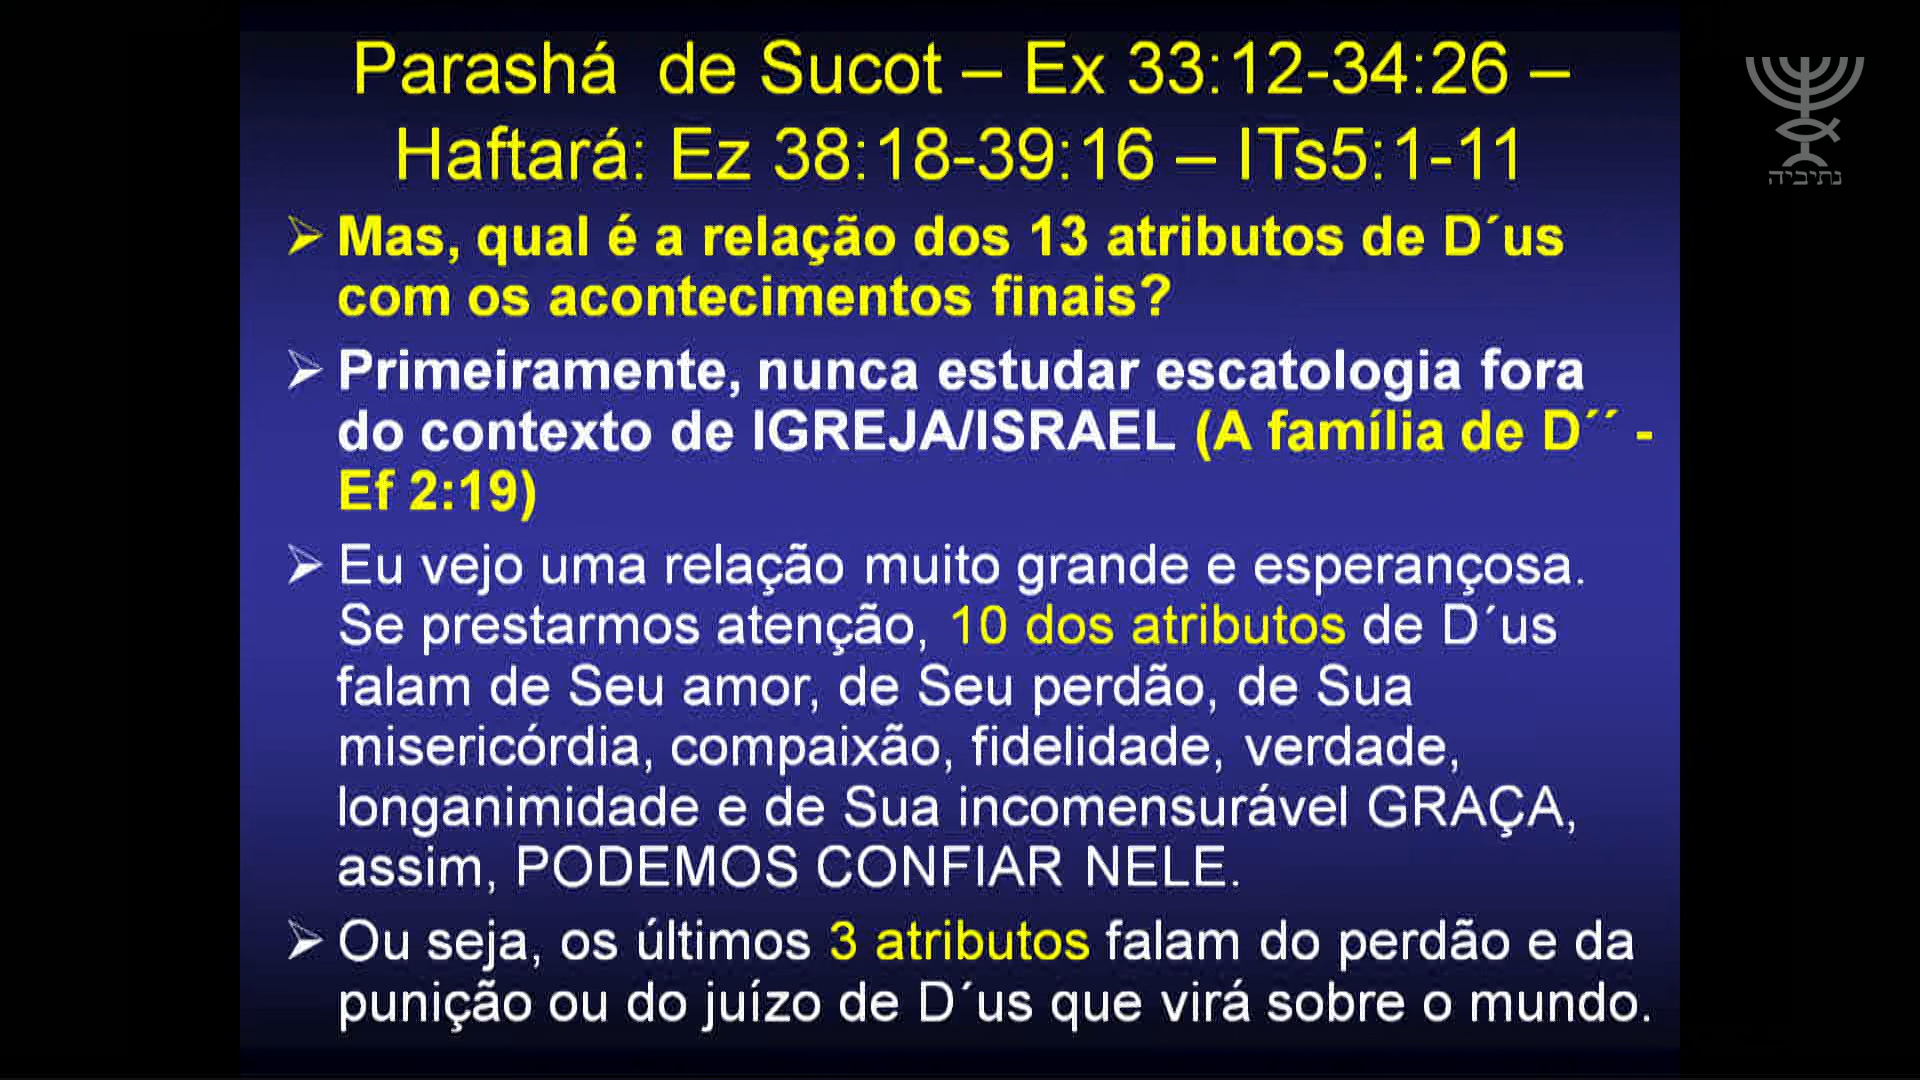 Parashá de Sucot – Ex 33:12-34:26 –
Haftará: Ez 38:18-39:16 – ITs5:1-11
Mas, qual é a relação dos 13 atributos de D´us
com os acontecimentos finais?
Primeiramente, nunca estudar escatologia fora
do contexto de IGREJA/ISRAEL (A família de D´´ -
Ef 2:19)
Eu vejo uma relação muito grande e esperançosa.
Se prestarmos atenção, 10 dos atributos de D´us
falam de Seu amor, de Seu perdão, de Sua
misericórdia, compaixão, fidelidade, verdade,
longanimidade e de Sua incomensurável GRAÇA,
assim, PODEMOS CONFIAR NELE.
Ou seja, os últimos 3 atributos falam do perdão e da
punição ou do juízo de D´us que virá sobre o mundo.
נתיביה